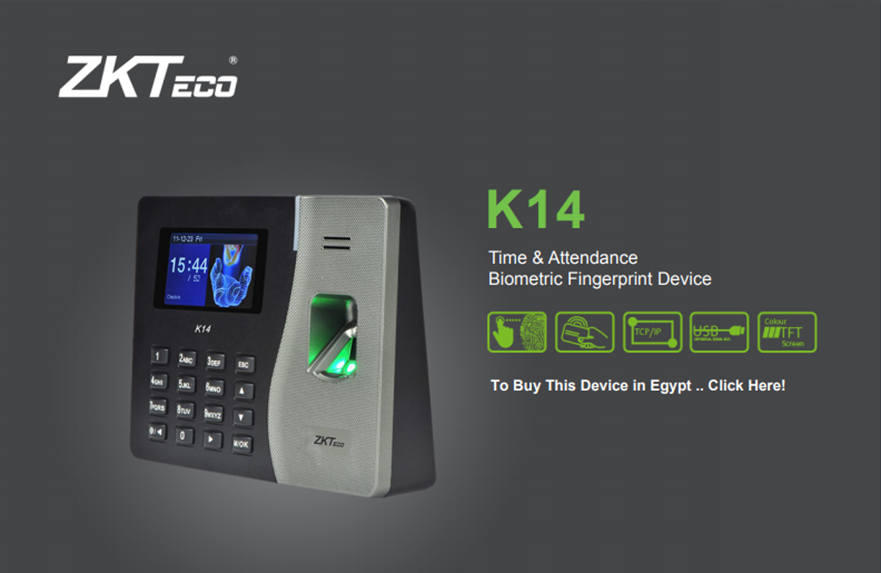 ZKTECO®
K14
Time & Attendance
Biometric Fingerprint Device
TCP/IP
USB
Colour
TFT
Screen
To Buy This Device in Egypt .. Click Here!
11-12-23 Fri
15:44
/ 52
K14
1 2ABC 3DEF ESC
4GHI 5JKL 6MNO ▲
7PQRS 8TUV 9WXYZ ▼
0 ▶ M/OK
ZKTECO